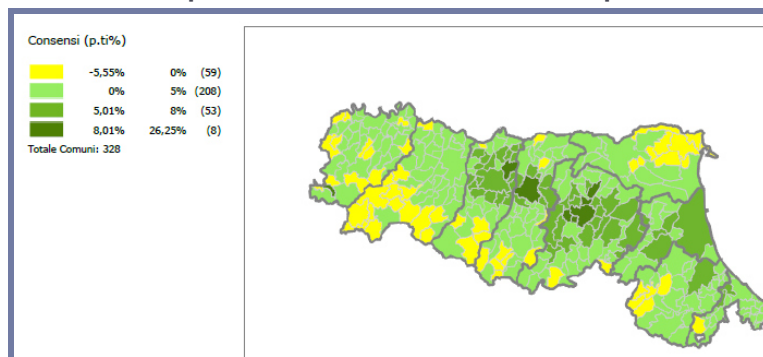 Consensi (p.ti%)
-5,55% 0% (59)
0% 5% (208)
5,01% 8% (53)
8,01% 26,25% (8)
Totale Comuni: 328